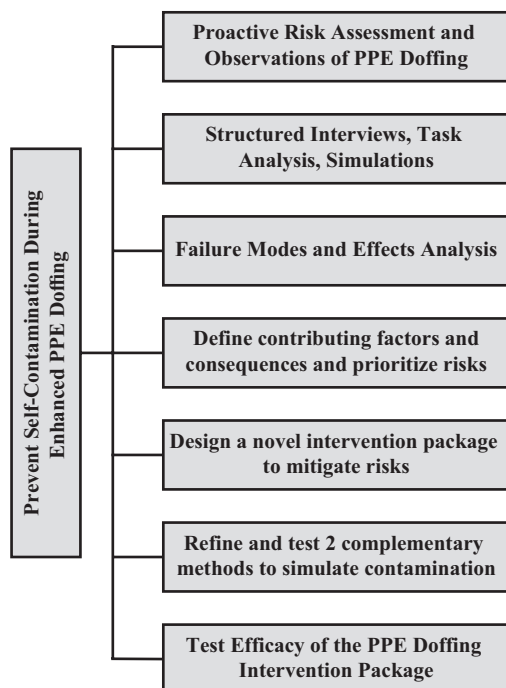 Prevent Self-Contamination During
Enhanced PPE Doffing
Proactive Risk Assessment and
Observations of PPE Doffing
Structured Interviews, Task
Analysis, Simulations
Failure Modes and Effects Analysis
Define contributing factors and
consequences and prioritize risks
Design a novel intervention package
to mitigate risks
Refine and test 2 complementary
methods to simulate contamination
Test Efficacy of the PPE Doffing
Intervention Package